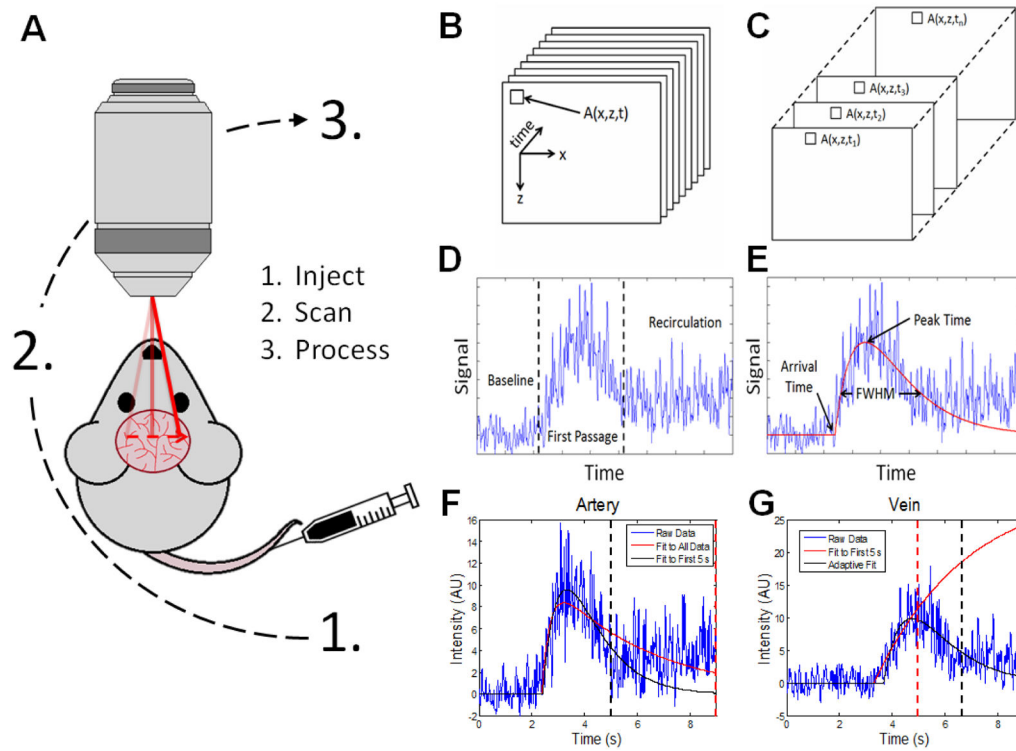 A
3.
1. Inject
2. Scan
3. Process
2.
1.
B
A(x,z,t)
time
x
z
C
A(x,z,tn)
A(x,z,t3)
A(x,z,t2)
A(x,z,t1)
D
Signal
Baseline
First Passage
Recirculation
Time
E
Signal
Arrival
Time
Peak Time
FWHM
Time
F
Artery
Raw Data
Fit to All Data
Fit to First 5 s
Intensity (AU)
16
14
12
10
8
6
4
2
0
-2
0 2 4 6 8
Time (s)
G
Vein
Raw Data
Fit to First 5 s
Adaptive Fit
Intensity (AU)
25
20
15
10
5
0
-5
0 2 4 6 8
Time (s)